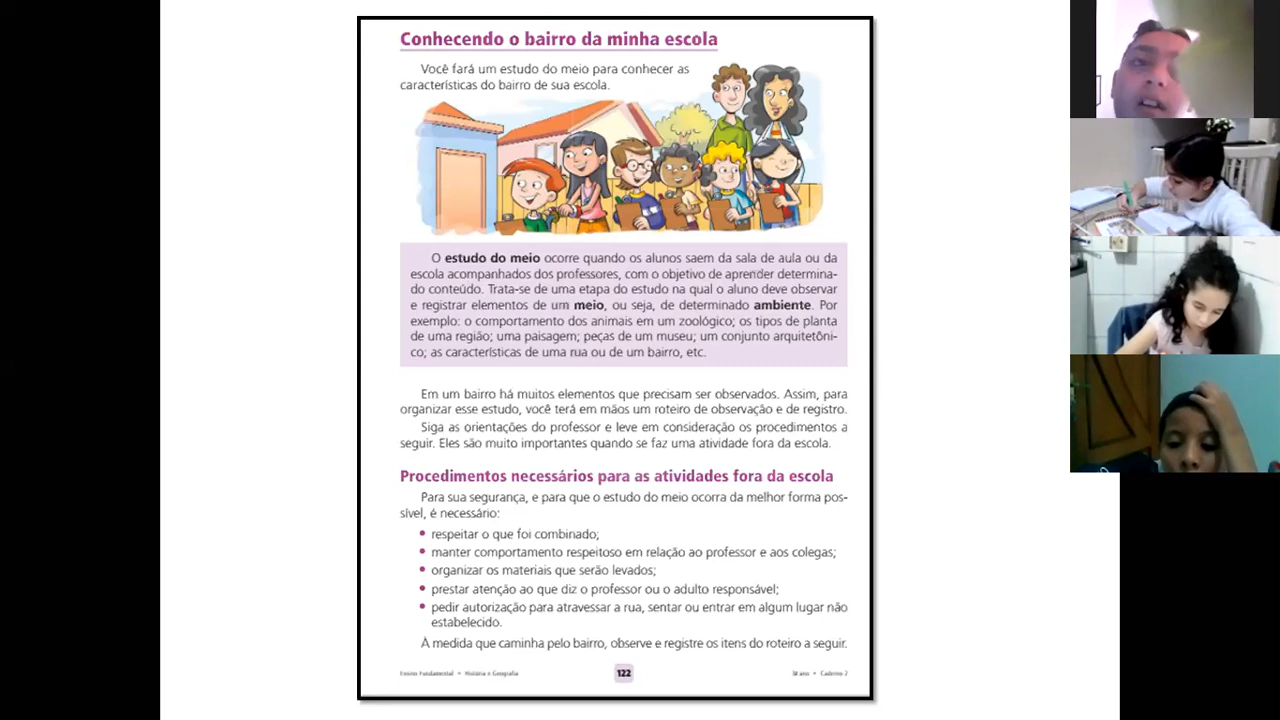 Conhecendo o bairro da minha escola
Você fará um estudo do meio para conhecer as
características do bairro de sua escola.
O estudo do meio ocorre quando os alunos saem da sala de aula ou da
escola acompanhados dos professores, com o objetivo de aprender determina-
do conteúdo. Trata-se de uma etapa do estudo na qual o aluno deve observar
e registrar elementos de um meio, ou seja, de determinado ambiente. Por
exemplo: o comportamento dos animais em um zoológico; os tipos de planta
de uma região; uma paisagem; peças de um museu; um conjunto arquitetôni-
co; as características de uma rua ou de um bairro, etc.
Em um bairro há muitos elementos que precisam ser observados. Assim, para
organizar esse estudo, você terá em mãos um roteiro de observação e de registro.
Siga as orientações do professor e leve em consideração os procedimentos a
seguir. Eles são muito importantes quando se faz uma atividade fora da escola.
Procedimentos necessários para as atividades fora da escola
Para sua segurança, e para que o estudo do meio ocorra da melhor forma pos-
sível, é necessário:
• respeitar o que foi combinado;
• manter comportamento respeitoso em relação ao professor e aos colegas;
• organizar os materiais que serão levados;
• prestar atenção ao que diz o professor ou o adulto responsável;
• pedir autorização para atravessar a rua, sentar ou entrar em algum lugar não
estabelecido.
À medida que caminha pelo bairro, observe e registre os itens do roteiro a seguir.
Ensino Fundamental • História e Geografia 122 ano • Caderno 2